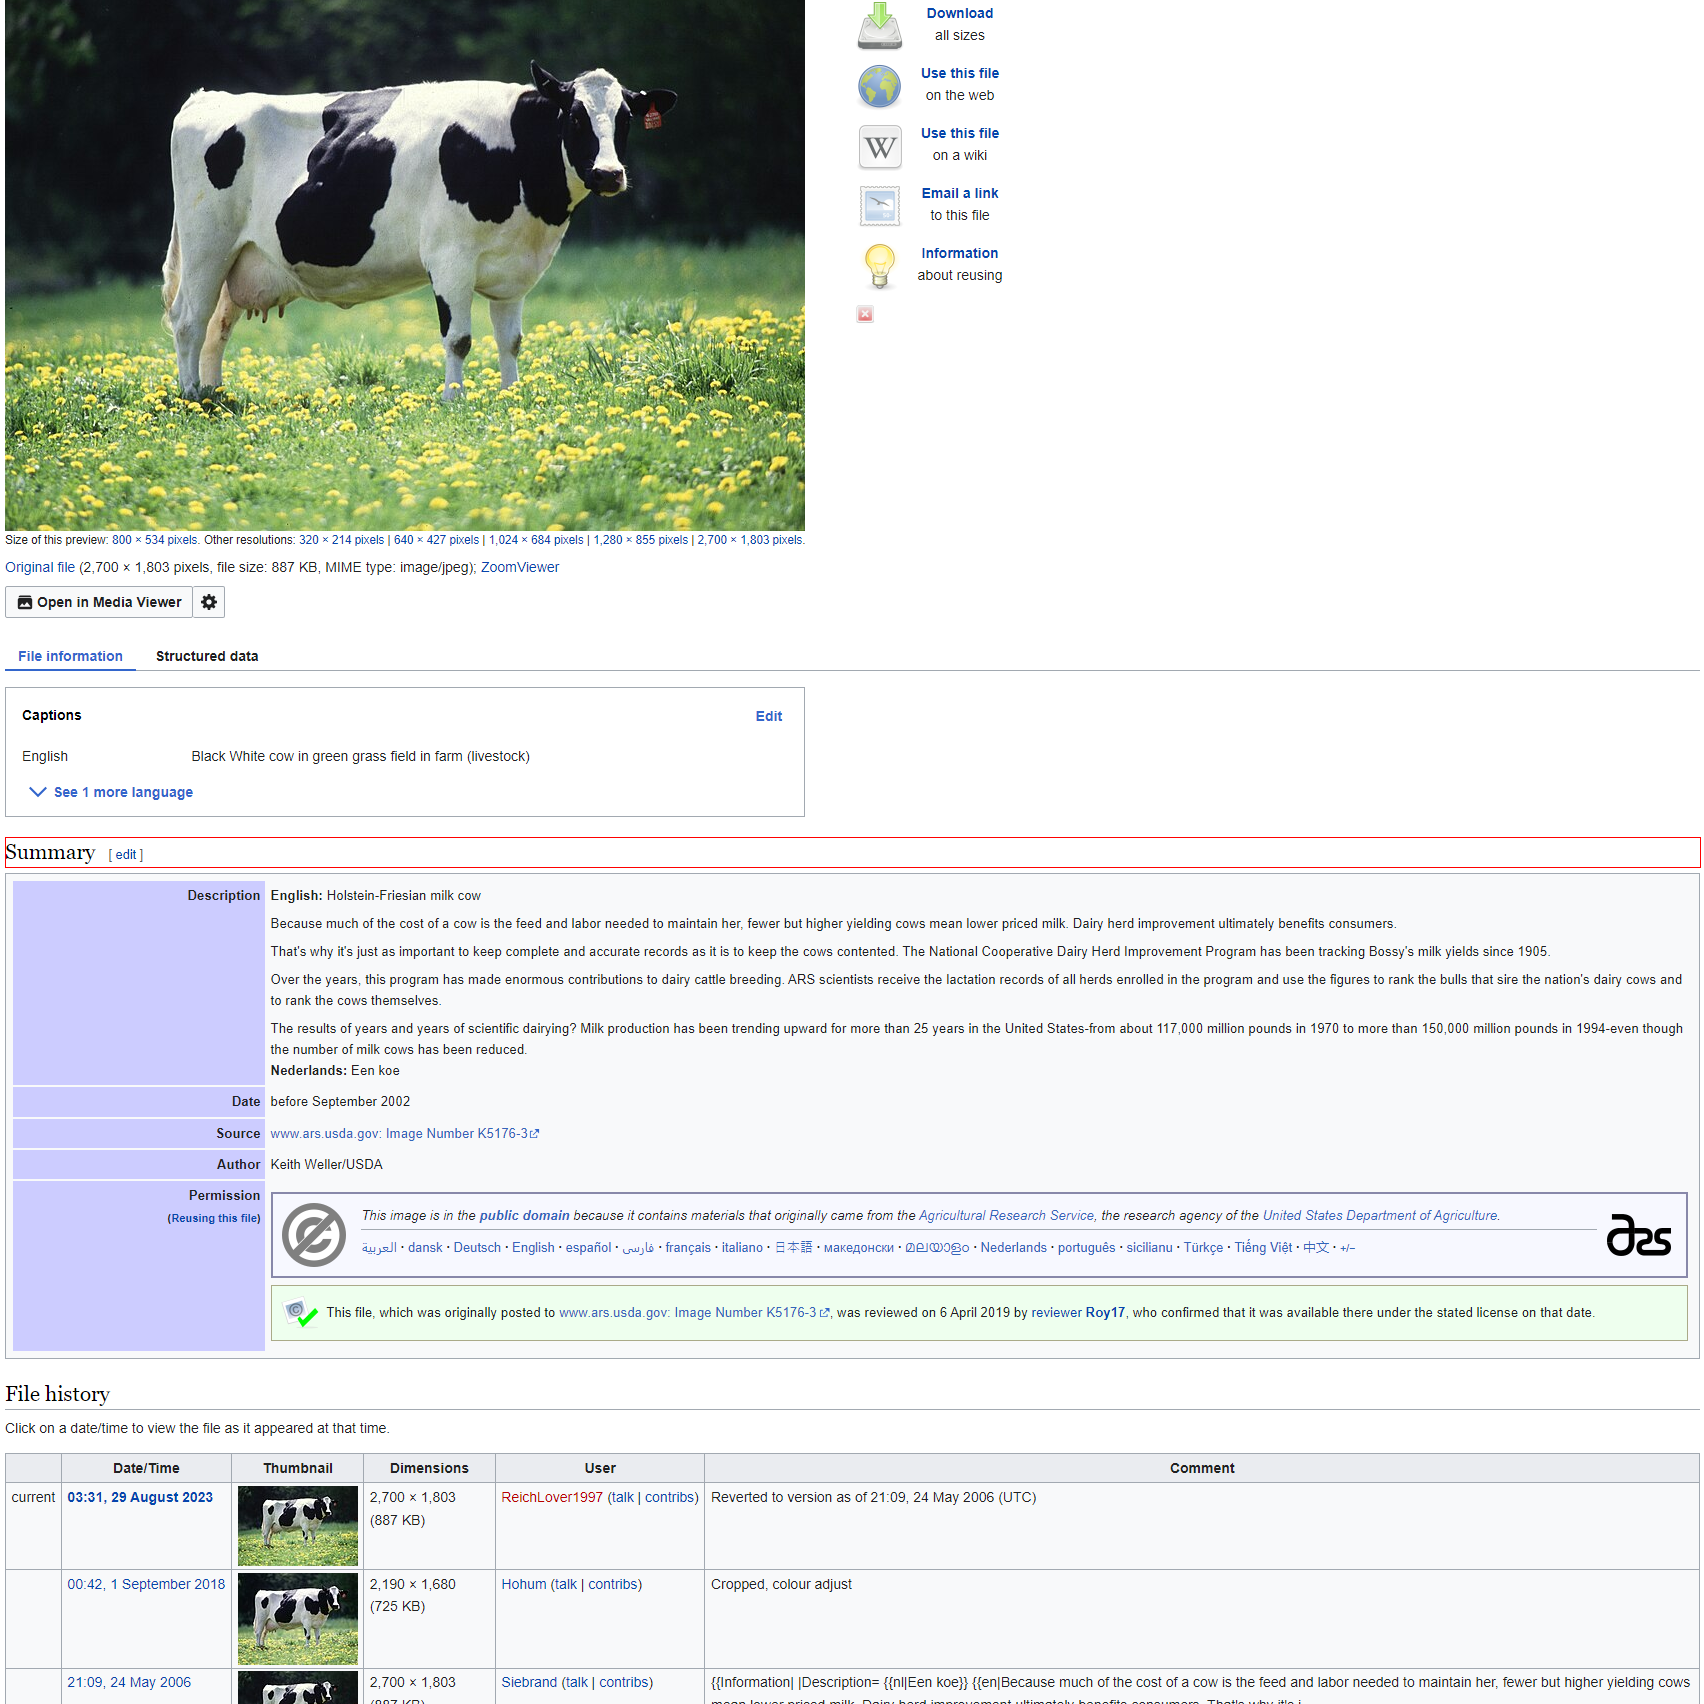 Download
all sizes
Use this file
on the web
W
Use this file
on a wiki
Email a link
to this file
Information
about reusing
Size of this preview: 800 × 534 pixels. Other resolutions: 320 × 214 pixels | 640 × 427 pixels | 1,024 × 684 pixels | 1,280 × 855 pixels | 2,700 × 1,803 pixels.
Original file (2,700 × 1,803 pixels, file size: 887 KB, MIME type: image/jpeg); ZoomViewer
Open in Media Viewer
File information Structured data
Captions Edit
English Black White cow in green grass field in farm (livestock)
See 1 more language
Summary [ edit ]
Description English: Holstein-Friesian milk cow
Because much of the cost of a cow is the feed and labor needed to maintain her, fewer but higher yielding cows mean lower priced milk. Dairy herd improvement ultimately benefits consumers.
That's why it's just as important to keep complete and accurate records as it is to keep the cows contented. The National Cooperative Dairy Herd Improvement Program has been tracking Bossy's milk yields since 1905.
Over the years, this program has made enormous contributions to dairy cattle breeding. ARS scientists receive the lactation records of all herds enrolled in the program and use the figures to rank the bulls that sire the nation's dairy cows and
to rank the cows themselves.
The results of years and years of scientific dairying? Milk production has been trending upward for more than 25 years in the United States-from about 117,000 million pounds in 1970 to more than 150,000 million pounds in 1994-even though
the number of milk cows has been reduced.
Nederlands: Een koe
Date before September 2002
Source www.ars.usda.gov: Image Number K5176-3
Author Keith Weller/USDA
Permission
(Reusing this file)
This image is in the public domain because it contains materials that originally came from the Agricultural Research Service, the research agency of the United States Department of Agriculture.
العربية · dansk · Deutsch · English · español · فارسی · français · italiano · 日本語 · македонски · മലയാളം · Nederlands · português · sicilianu · Türkçe · Tiếng Việt · 中文 · +/−
ars
This file, which was originally posted to www.ars.usda.gov: Image Number K5176-3, was reviewed on 6 April 2019 by reviewer Roy17, who confirmed that it was available there under the stated license on that date.
File history
Click on a date/time to view the file as it appeared at that time.
Date/Time Thumbnail Dimensions User Comment
current 03:31, 29 August 2023 2,700 × 1,803 ReichLover1997 (talk | contribs) Reverted to version as of 21:09, 24 May 2006 (UTC)
(887 KB)
00:42, 1 September 2018 2,190 × 1,680 Hohum (talk | contribs) Cropped, colour adjust
(725 KB)
21:09, 24 May 2006 2,700 × 1,803 Siebrand (talk | contribs) {{Information| |Description= {{nl|Een koe}} {{en|Because much of the cost of a cow is the feed and labor needed to maintain her, fewer but higher yielding cows
(887 KB) mean lower priced milk. Dairy herd improvement ultimately benefits consumers. That's why it's j